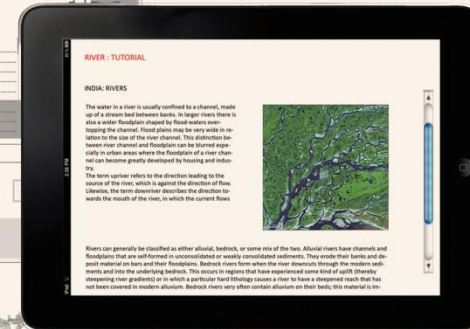 RIVER : TUTORIAL
INDIA: RIVERS
The water in a river is usually confined to a channel, made
up of a stream bed between banks. In larger rivers there is
also a wider floodplain shaped by flood-waters over-
topping the channel. Flood plains may be very wide in re-
lation to the size of the river channel. This distinction be-
tween river channel and floodplain can be blurred espe-
cially in urban areas where the floodplain of a river chan-
nel can become greatly developed by housing and indus-
try.
The term upriver refers to the direction leading to the
source of the river, which is against the direction of flow.
Likewise, the term downriver describes the direction to-
wards the mouth of the river, in which the current flows
Rivers can generally be classified as either alluvial, bedrock, or some mix of the two. Alluvial rivers have channels and
floodplains that are self-formed in unconsolidated or weakly consolidated sediments. They erode their banks and de-
posit material on bars and their floodplains. Bedrock rivers form when the river downcuts through the modern sedi-
ments and into the underlying bedrock. This occurs in regions that have experienced some kind of uplift (thereby
steepening river gradients) or in which a particular hard lithology causes a river to have a steepened reach that has
not been covered in modern alluvium. Bedrock rivers very often contain alluvium on their beds; this material is im-
iPad
2:38 PM